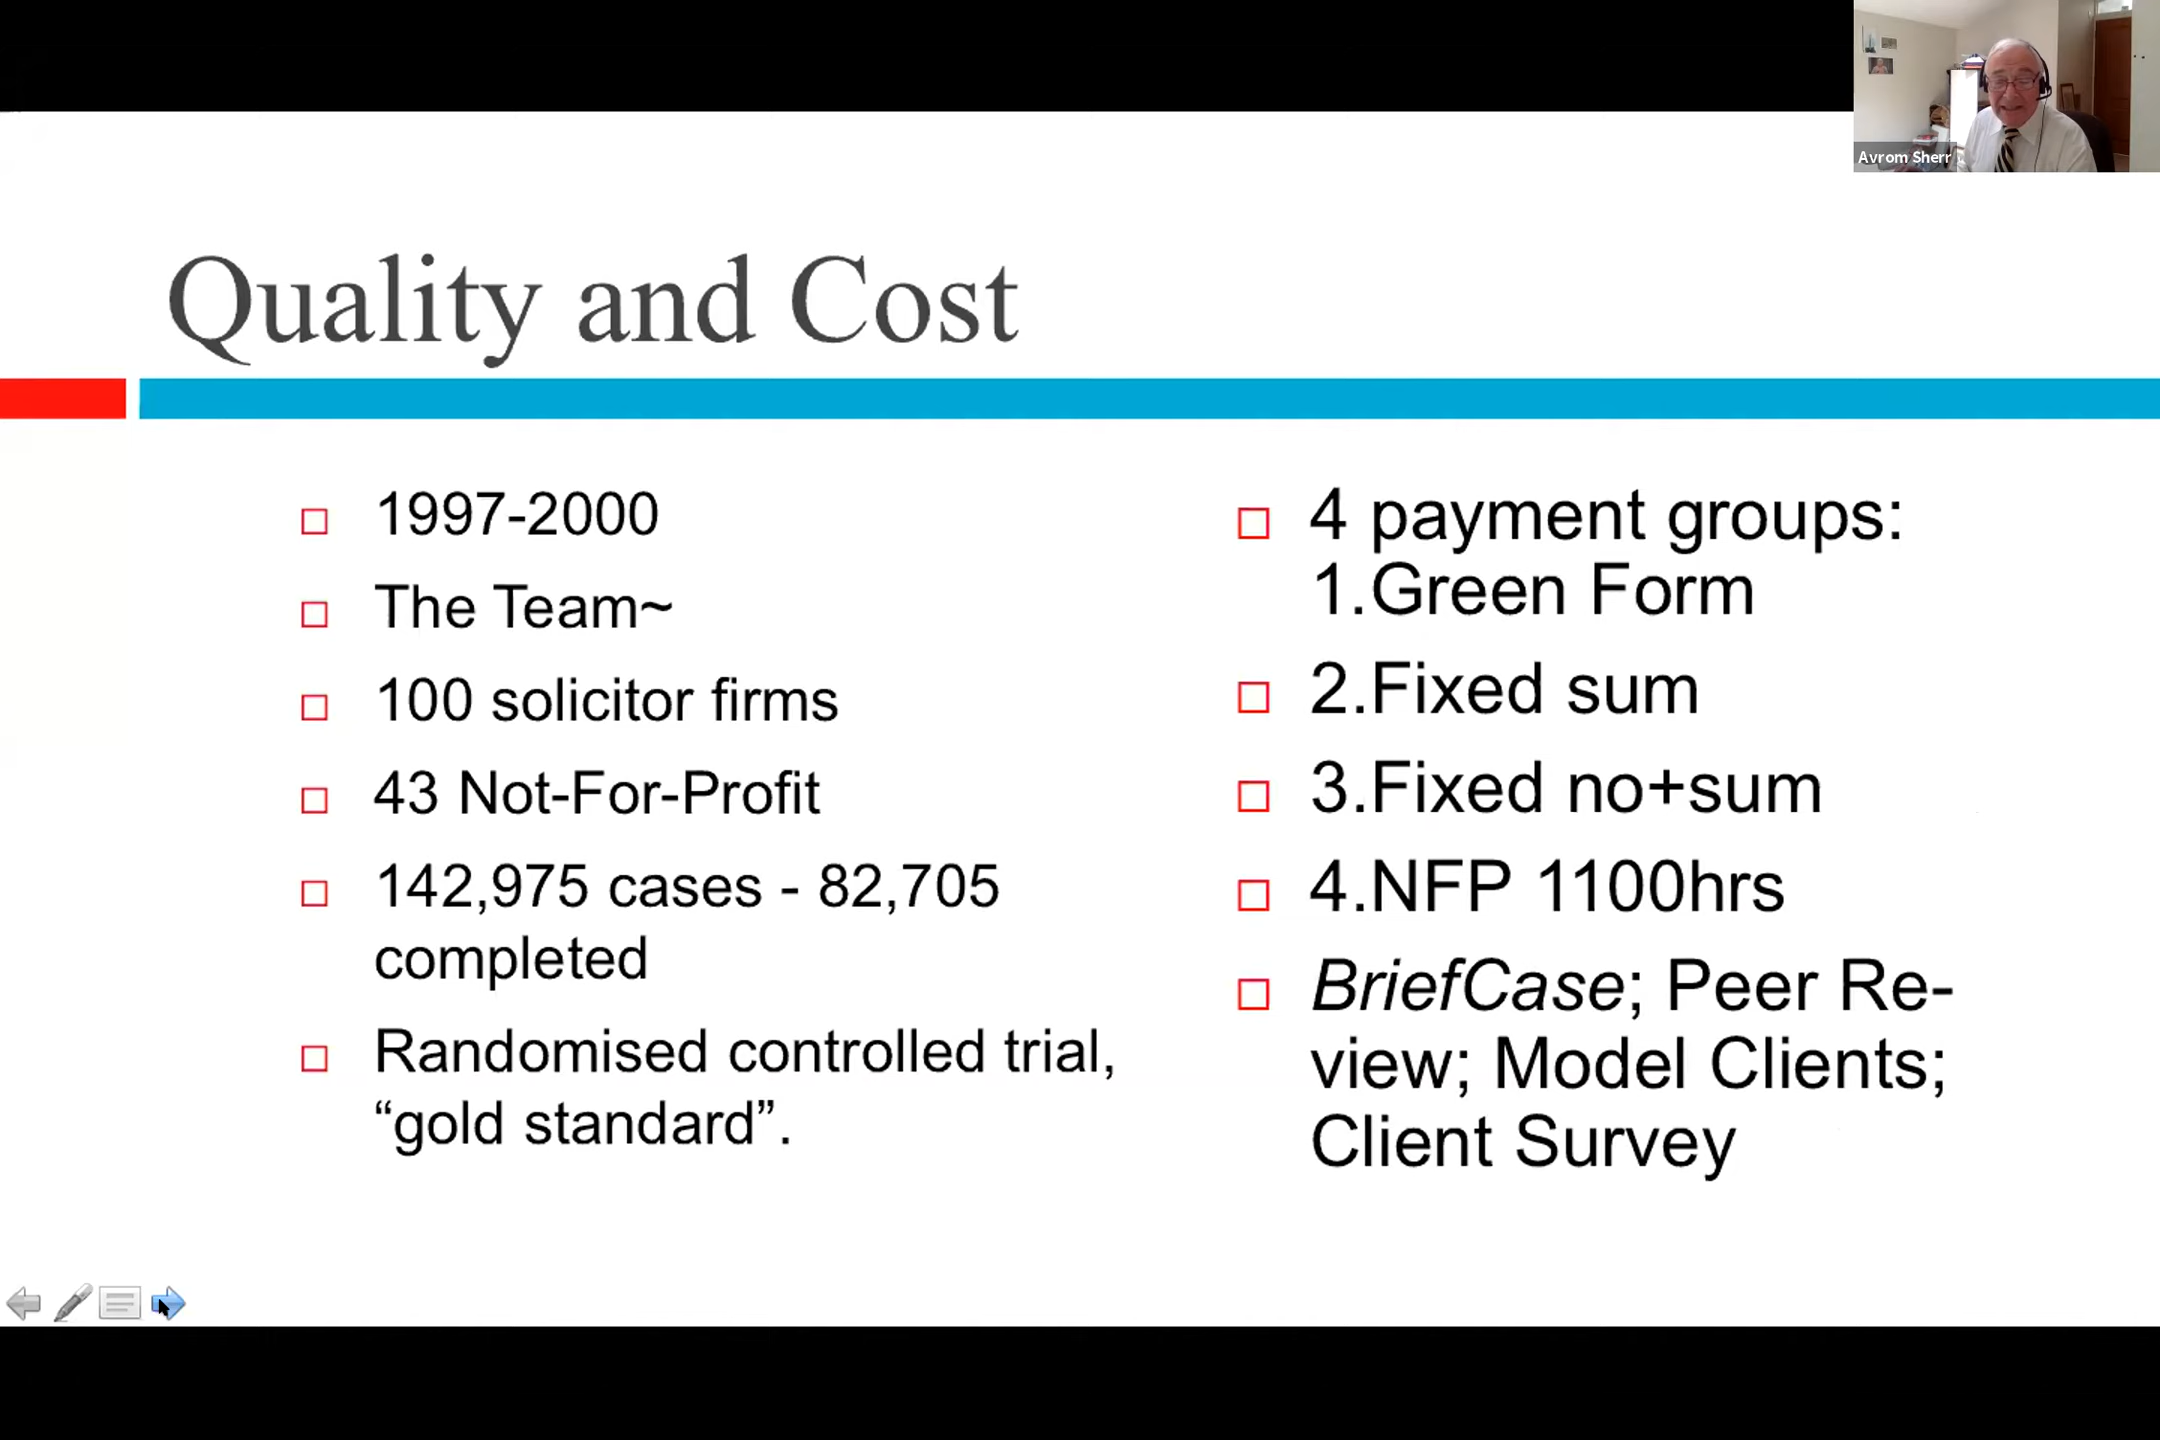 Avrom Sherr
Quality and Cost
1997-2000
The Team~
100 solicitor firms
43 Not-For-Profit
142,975 cases - 82,705
completed
Randomised controlled trial,
“gold standard”.
4 payment groups:
1.Green Form
2.Fixed sum
3.Fixed no+sum
4.NFP 1100hrs
BriefCase; Peer Re-
view; Model Clients;
Client Survey